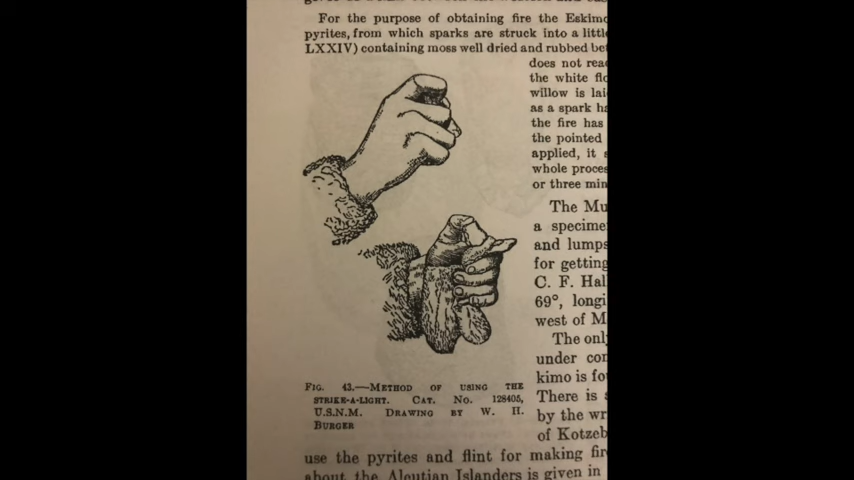 For the purpose of obtaining fire the Eskimo
pyrites, from which sparks are struck into a little
LXXIV) containing moss well dried and rubbed be
does not rea
the white flo
willow is lai
as a spark ha
the fire has
the pointed
applied, it s
whole proces
or three min
The Mu
a specime
and lumps
for getting
C. F. Hal
69°, longi
west of M
The only
under con
kimo is fo
There is s
by the wr
of Kotzeb
FIG. 43.—METHOD OF USING THE
STRIKE-A-LIGHT. CAT. NO. 128405,
U.S.N.M. DRAWING BY W. H.
BURGER
use the pyrites and flint for making fire
about the Aleutian Islanders is given in